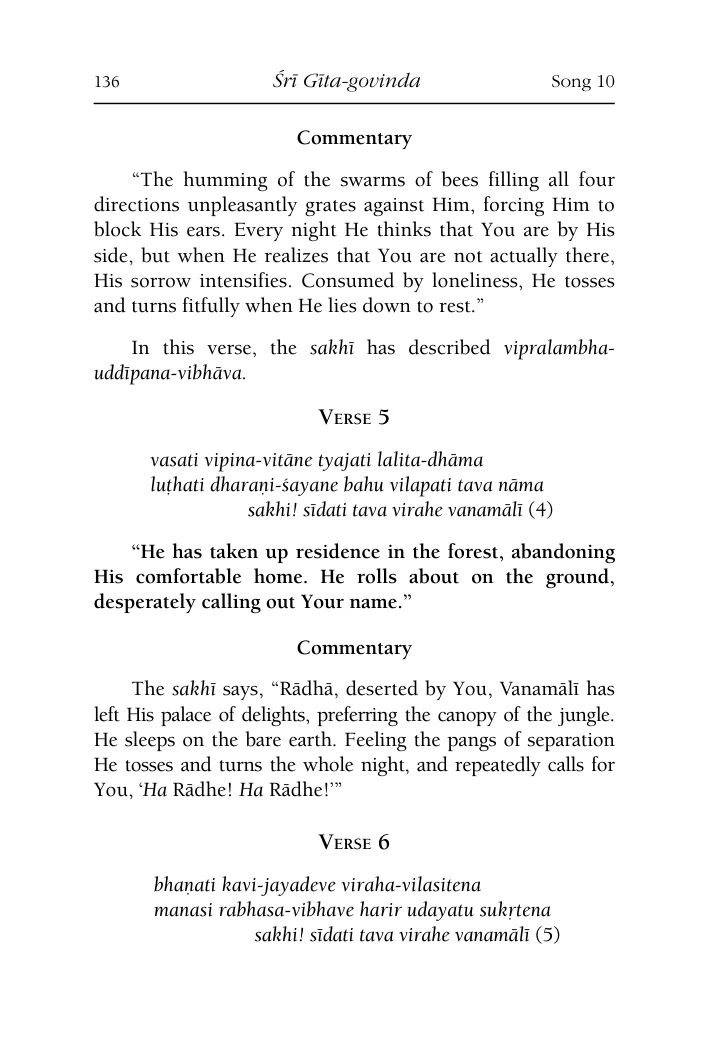 136 Śrī Gīta-govinda Song 10
Commentary
“The humming of the swarms of bees filling all four
directions unpleasantly grates against Him, forcing Him to
block His ears. Every night He thinks that You are by His
side, but when He realizes that You are not actually there,
His sorrow intensifies. Consumed by loneliness, He tosses
and turns fitfully when He lies down to rest.”
In this verse, the sakhī has described vipralambha-
uddīpana-vibhāva.
Verse 5
vasati vipina-vitāne tyajati lalita-dhāma
luṭhati dharaṇi-śayane bahu vilapati tava nāma
sakhi! sīdati tava virahe vanamālī (4)
“He has taken up residence in the forest, abandoning
His comfortable home. He rolls about on the ground,
desperately calling out Your name.”
Commentary
The sakhī says, “Rādhā, deserted by You, Vanamālī has
left His palace of delights, preferring the canopy of the jungle.
He sleeps on the bare earth. Feeling the pangs of separation
He tosses and turns the whole night, and repeatedly calls for
You, ‘Ha Rādhe! Ha Rādhe!’”
Verse 6
bhaṇati kavi-jayadeve viraha-vilasitena
manasi rabhasa-vibhave harir udayatu sukṛtena
sakhi! sīdati tava virahe vanamālī (5)